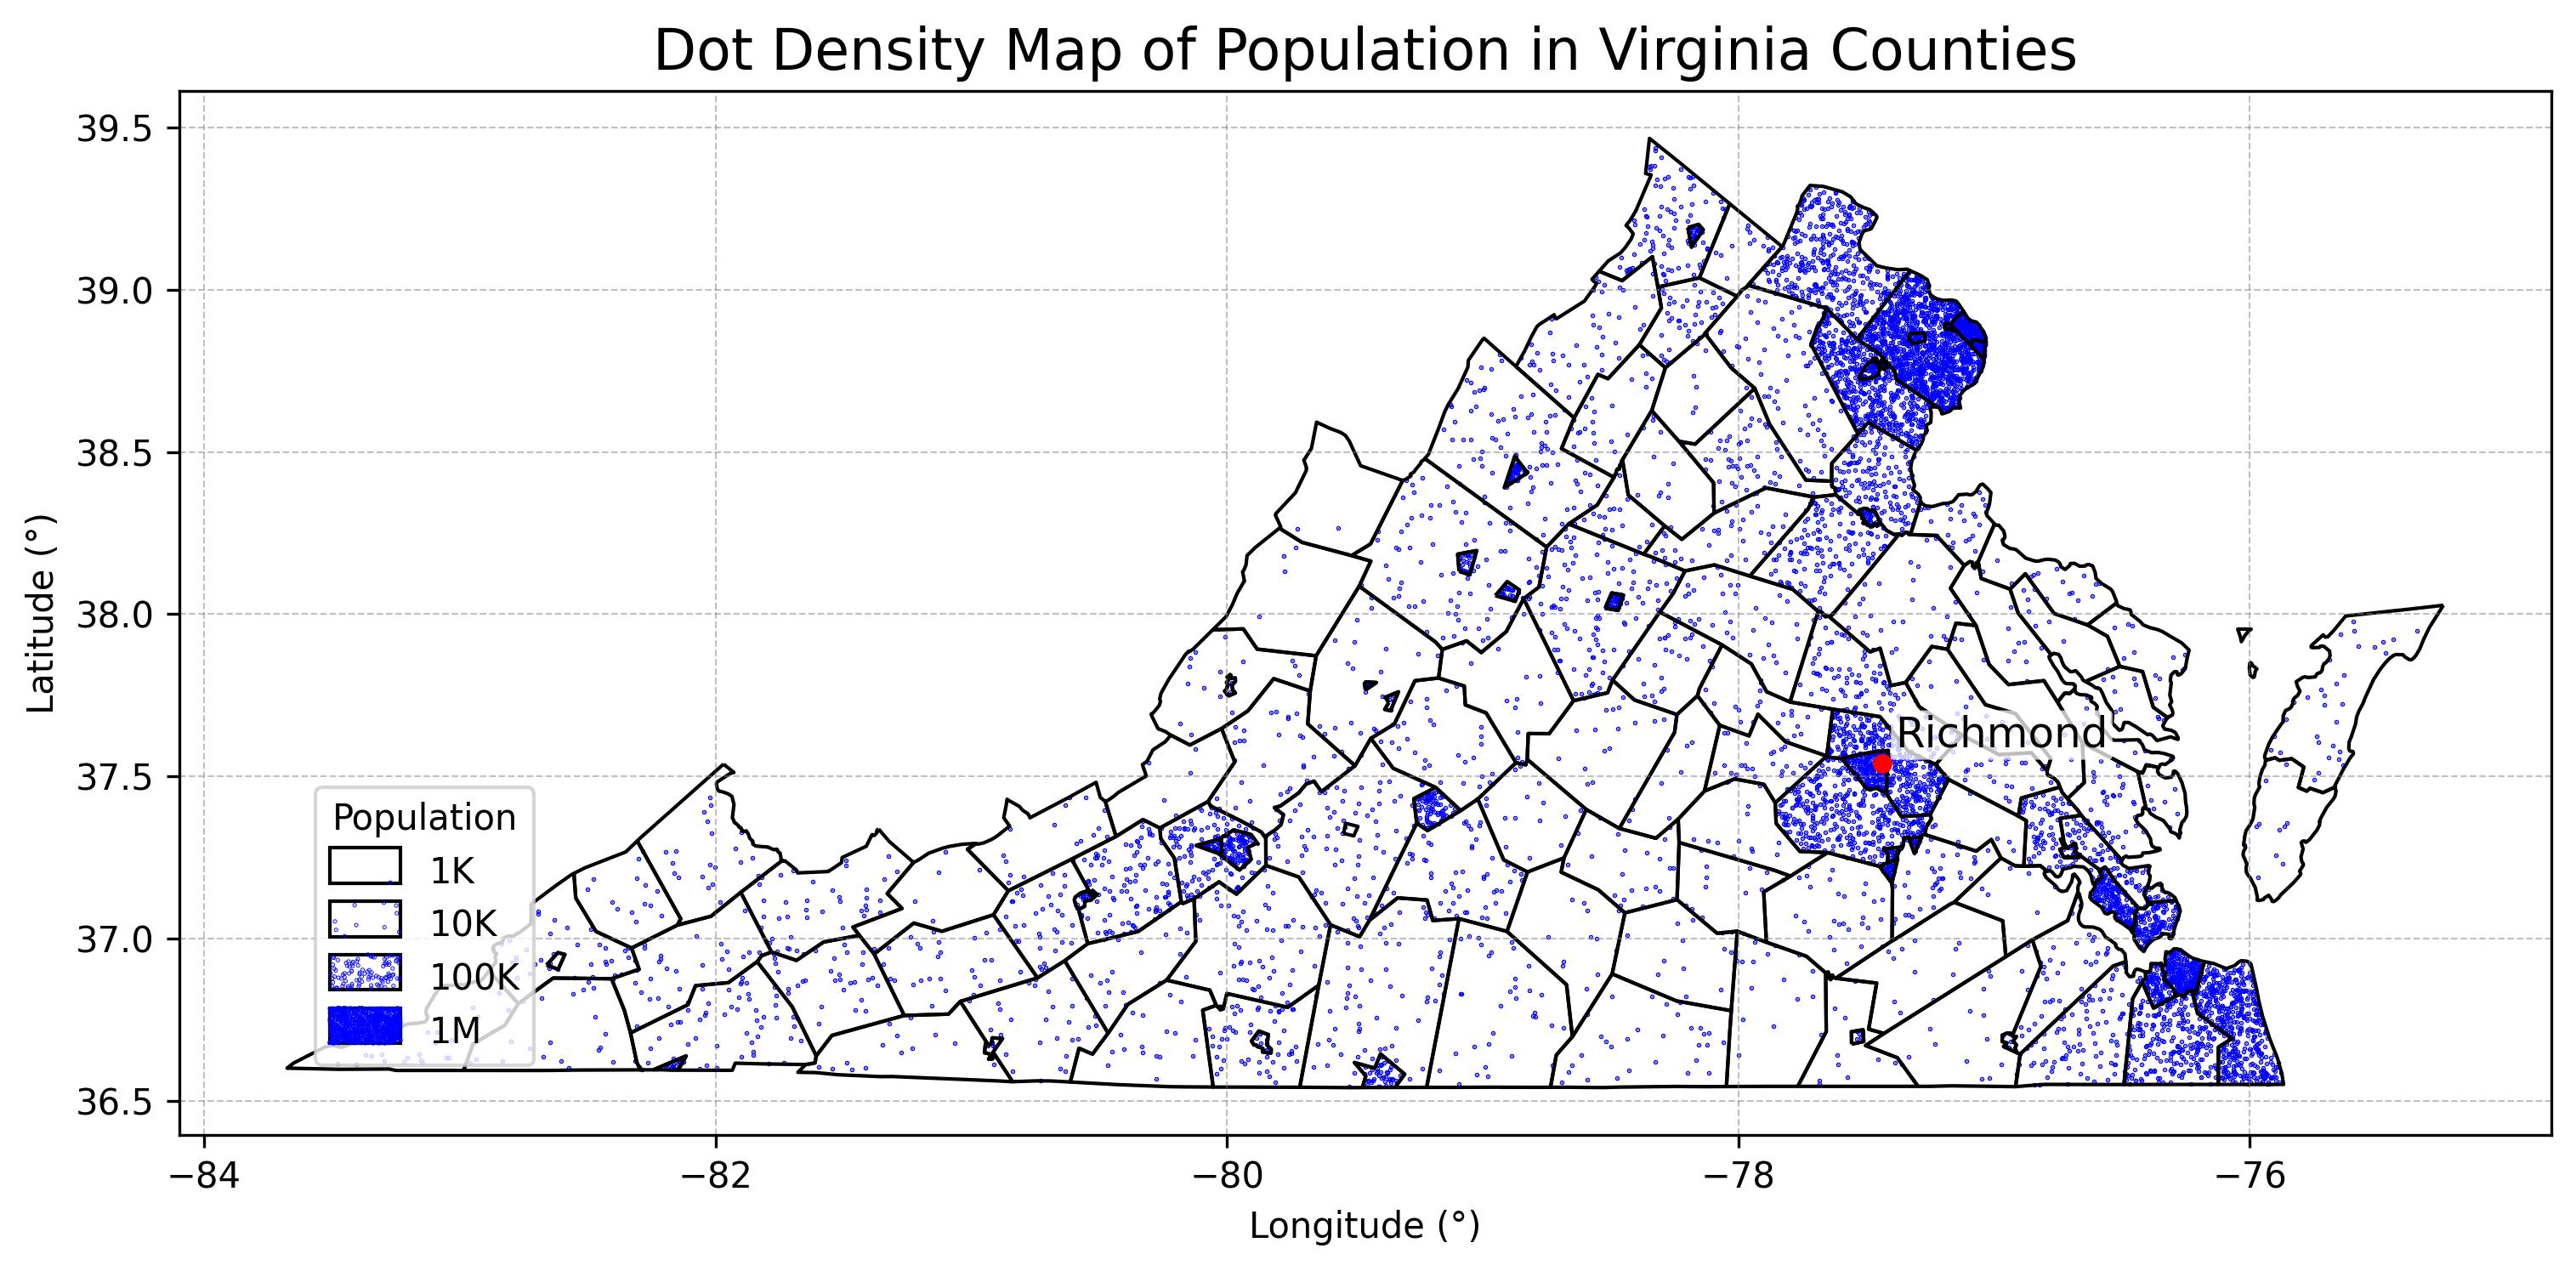 Dot Density Map of Population in Virginia Counties
39.5
39.0
38.5
38.0
37.5
37.0
36.5
Latitude (°)
Richmond
Population
1K
10K
100K
1M
−84
−82
−80
−78
−76
Longitude (°)